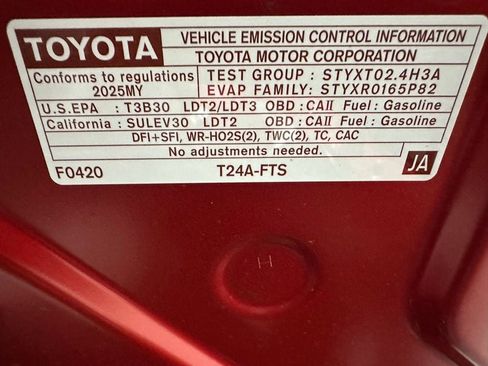 TOYOTA
VEHICLE EMISSION CONTROL INFORMATION
TOYOTA MOTOR CORPORATION
Conforms to regulations
2025MY
TEST GROUP : STYXT02.4H3A
EVAP FAMILY: STYXR0165P82
U.S.EPA : T3B30 LDT2/LDT3 OBD : CAII Fuel : Gasoline
California : SULEV30 LDT2 OBD : CAII Fuel : Gasoline
DFI+SFI, WR-HO2S(2), TWC(2), TC, CAC
No adjustments needed.
F0420 T24A-FTS JA
H